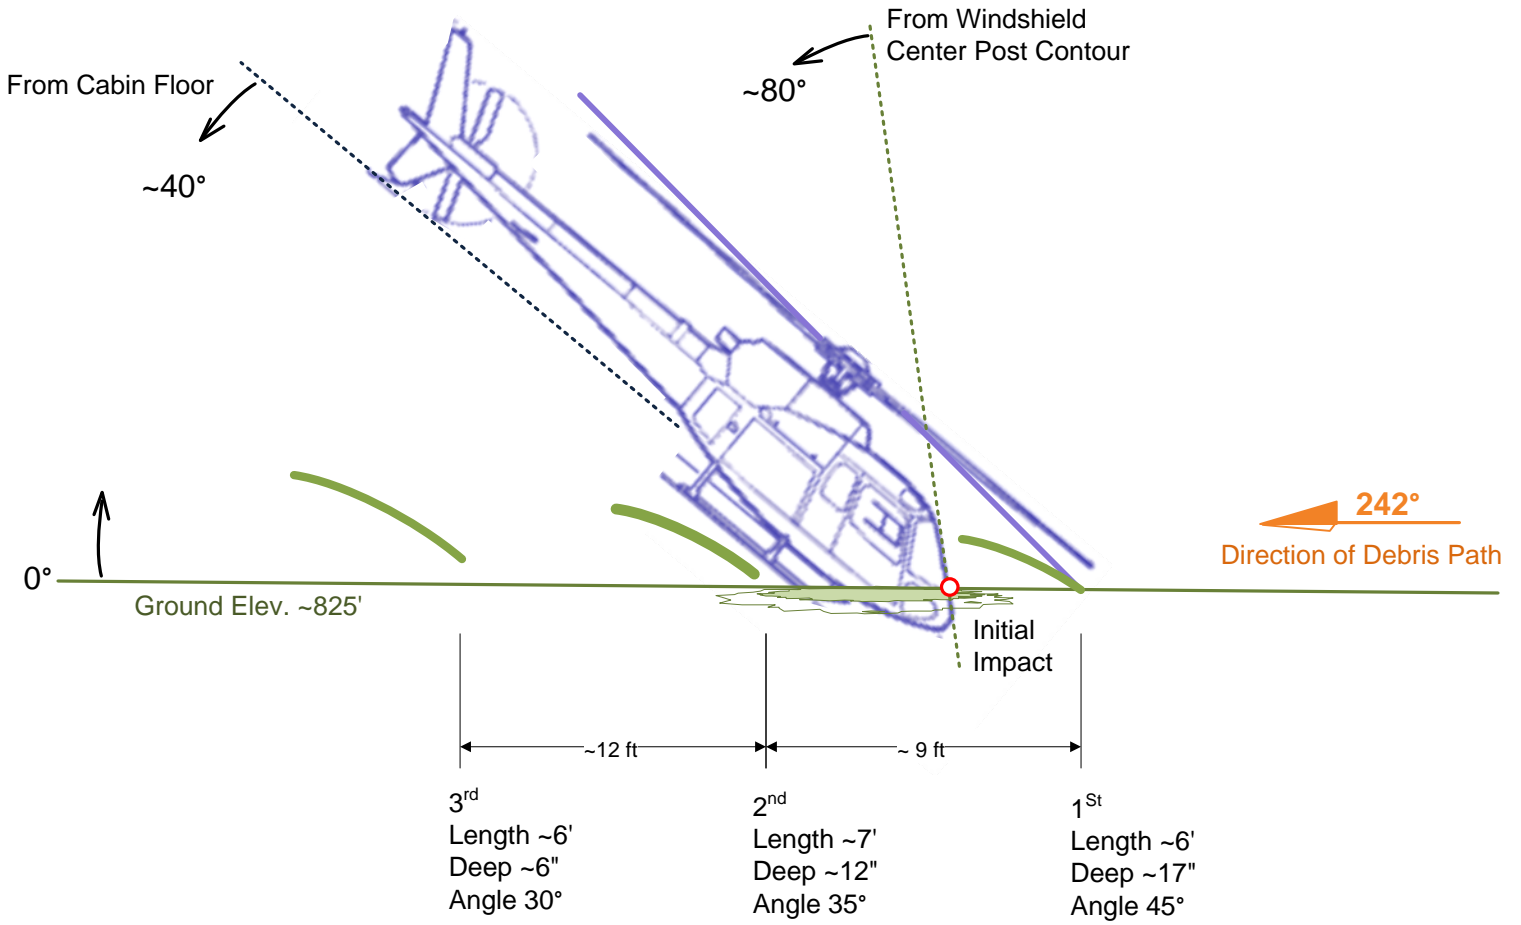 From Windshield
Center Post Contour
From Cabin Floor
~80°
~40°
242°
Direction of Debris Path
0°
Ground Elev. ~825'
Initial
Impact
~12 ft
~ 9 ft
3rd
Length ~6'
Deep ~6"
Angle 30°
2nd
Length ~7'
Deep ~12"
Angle 35°
1St
Length ~6'
Deep ~17"
Angle 45°